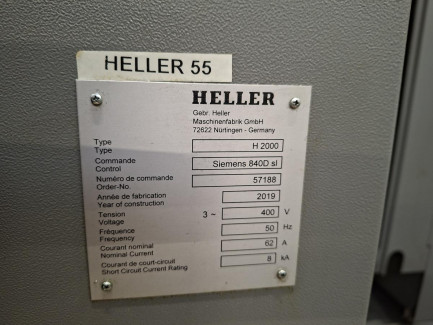 HELLER 55
HELLER
Gebr. Heller
Maschinenfabrik GmbH
72622 Nürtingen - Germany
Type
Type
H 2000
Commande
Control
Siemens 840D sl
Numéro de commande
Order-No.
57188
Année de fabrication
Year of construction
2019
Tension
Voltage
3 ~ 400 V
Fréquence
Frequency
50 Hz
Courant nominal
Nominal Current
62 A
Courant de court-circuit
Short Circuit Current Rating
8 kA